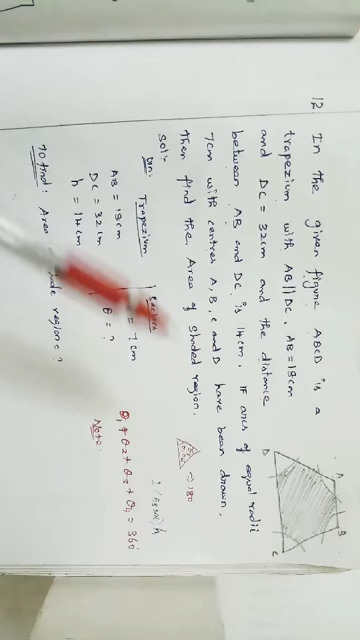 12. In the given figure ABCD is a
trapezium with AB||DC, AB = 18cm
and DC = 32cm and the distance
between AB and DC is 14cm. If arcs of equal radii
7cm with centres A, B, C and D have been drawn.
then find the Area of shaded region.
A
B
C
D
→ 180
Sol:
Gn: Trapezium
AB = 18cm
DC = 32cm
h = 14cm
= 7cm
θ = ?
θ₁ + θ₂ + θ₃ + θ₄ = 360°
Note:
To find: Area region = ?